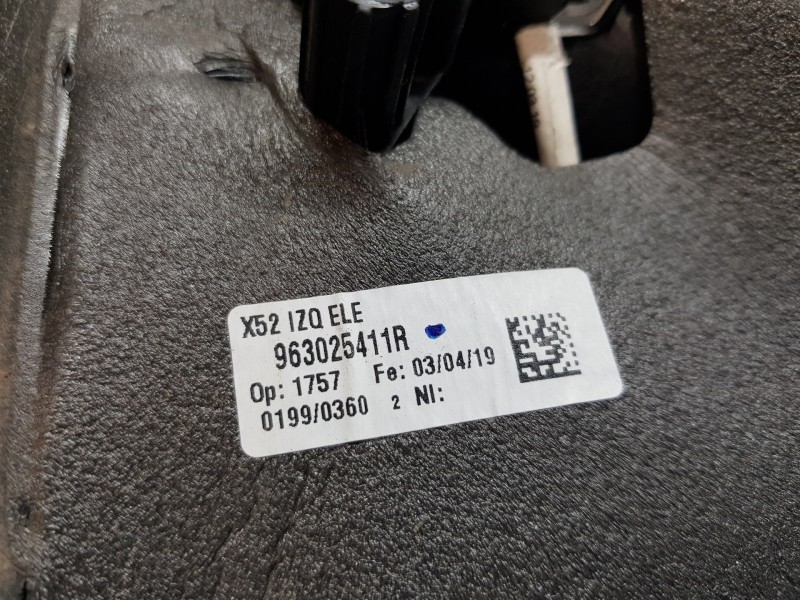 X52 IZQ ELE
963025411R
Op: 1757 Fe: 03/04/19
0199/0360 2 NI: